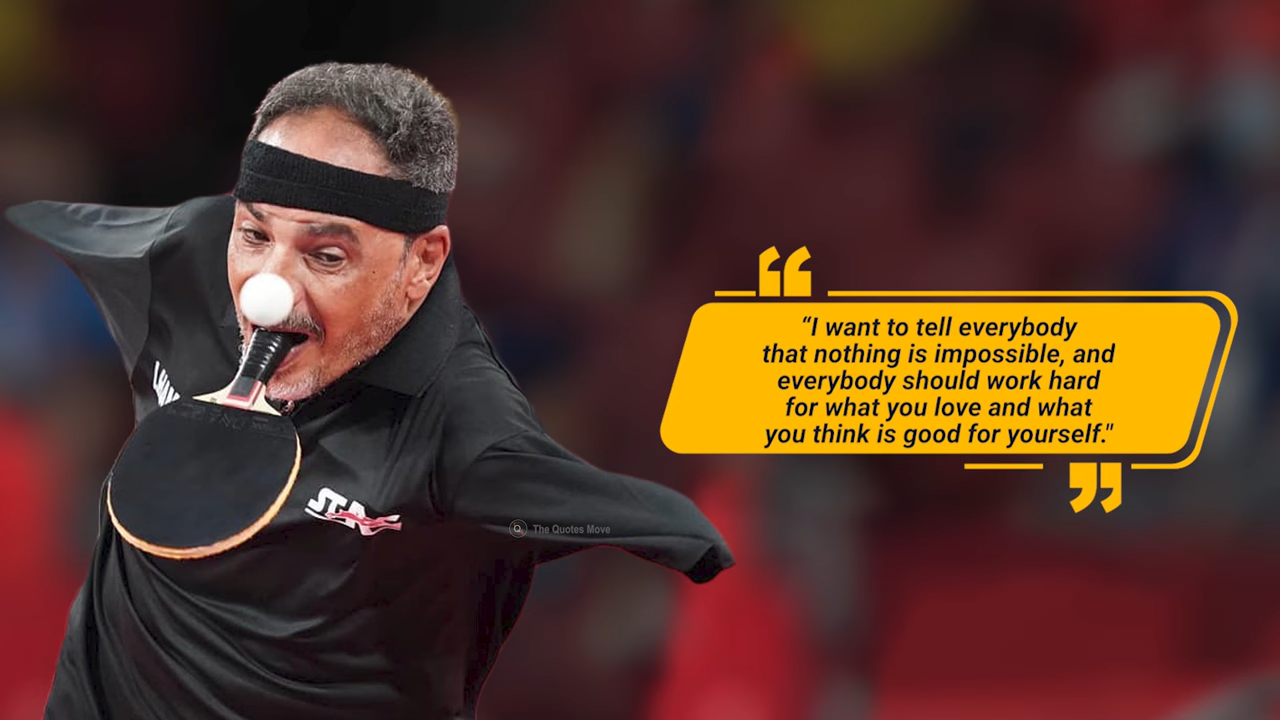 “I want to tell everybody
that nothing is impossible, and
everybody should work hard
for what you love and what
you think is good for yourself."
The Quotes Move